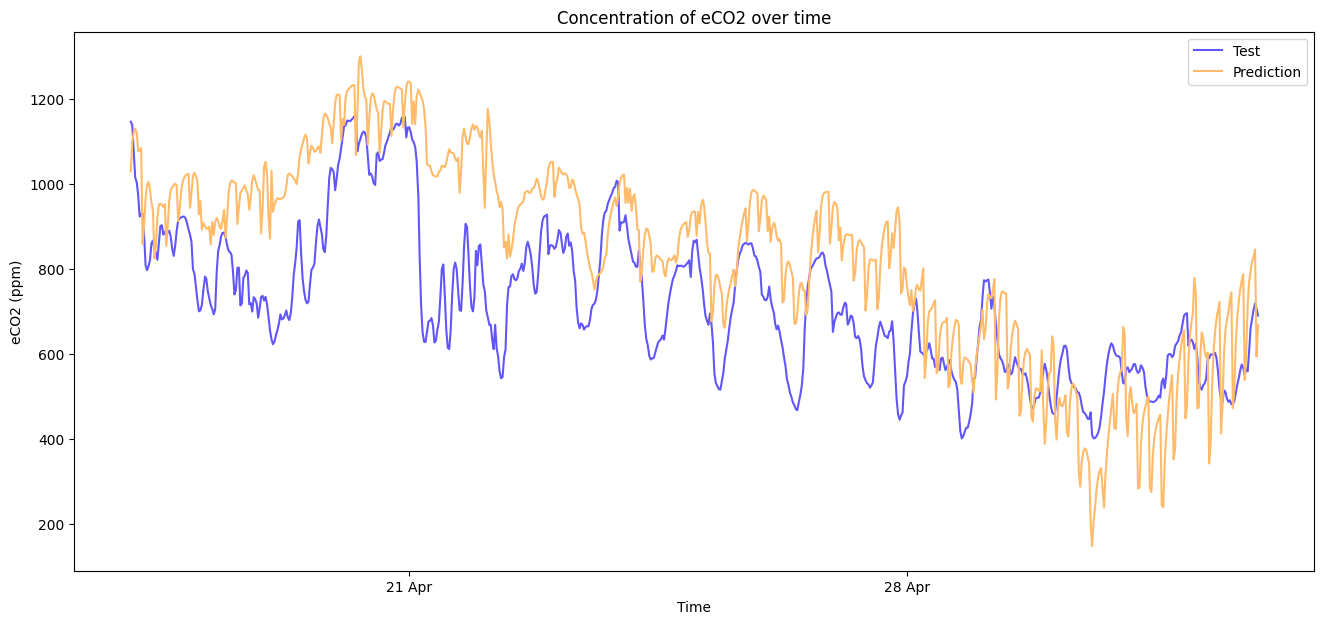 Concentration of eCO2 over time
Test
Prediction
eCO2 (ppm)
1200
1000
800
600
400
200
21 Apr
28 Apr
Time